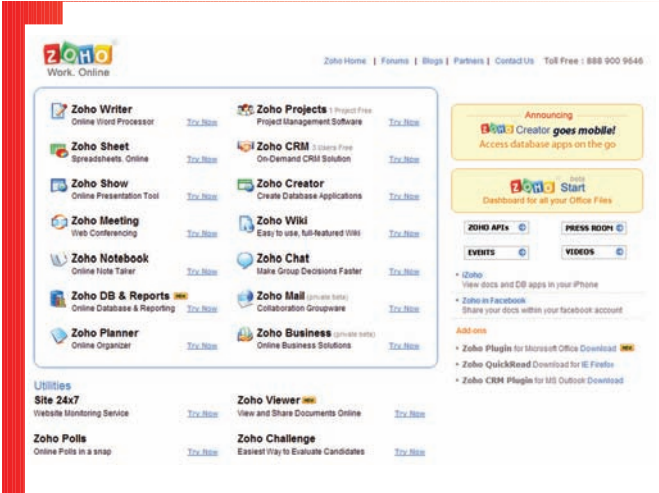 ZOHO
Work. Online
Zoho Home | Forums | Blogs | Partners | Contact Us Toll Free : 888 900 9646
Zoho Writer
Online Word Processor Try Now
Zoho Sheet
Spreadsheets. Online Try Now
Zoho Show
Online Presentation Tool Try Now
Zoho Meeting
Web Conferencing Try Now
Zoho Notebook
Online Note Taker Try Now
Zoho DB & Reports NEW
Online Database & Reporting Try Now
Zoho Planner
Online Organizer Try Now
Zoho Projects 1 Project Free
Project Management Software Try Now
Zoho CRM 3 Users Free
On-Demand CRM Solution Try Now
Zoho Creator
Create Database Applications Try Now
Zoho Wiki
Easy to use, full-featured Wiki Try Now
Zoho Chat
Make Group Decisions Faster Try Now
Zoho Mail (private beta)
Collaboration Groupware Try Now
Zoho Business (private beta)
Online Business Solutions Try Now
Utilities
Site 24x7
Website Monitoring Service Try Now
Zoho Polls
Online Polls in a snap Try Now
Zoho Viewer NEW
View and Share Documents Online Try Now
Zoho Challenge
Easiest Way to Evaluate Candidates Try Now
Announcing
ZOHO Creator goes mobile!
Access database apps on the go
beta
ZOHO Start
Dashboard for all your Office Files
ZOHO APIs
PRESS ROOM
EVENTS
VIDEOS
iZoho
View docs and DB apps in your iPhone
Zoho in Facebook
Share your docs within your facebook account
Add-ons
Zoho Plugin for Microsoft Office Download NEW
Zoho QuickRead Download for IE Firefox
Zoho CRM Plugin for MS Outlook Download